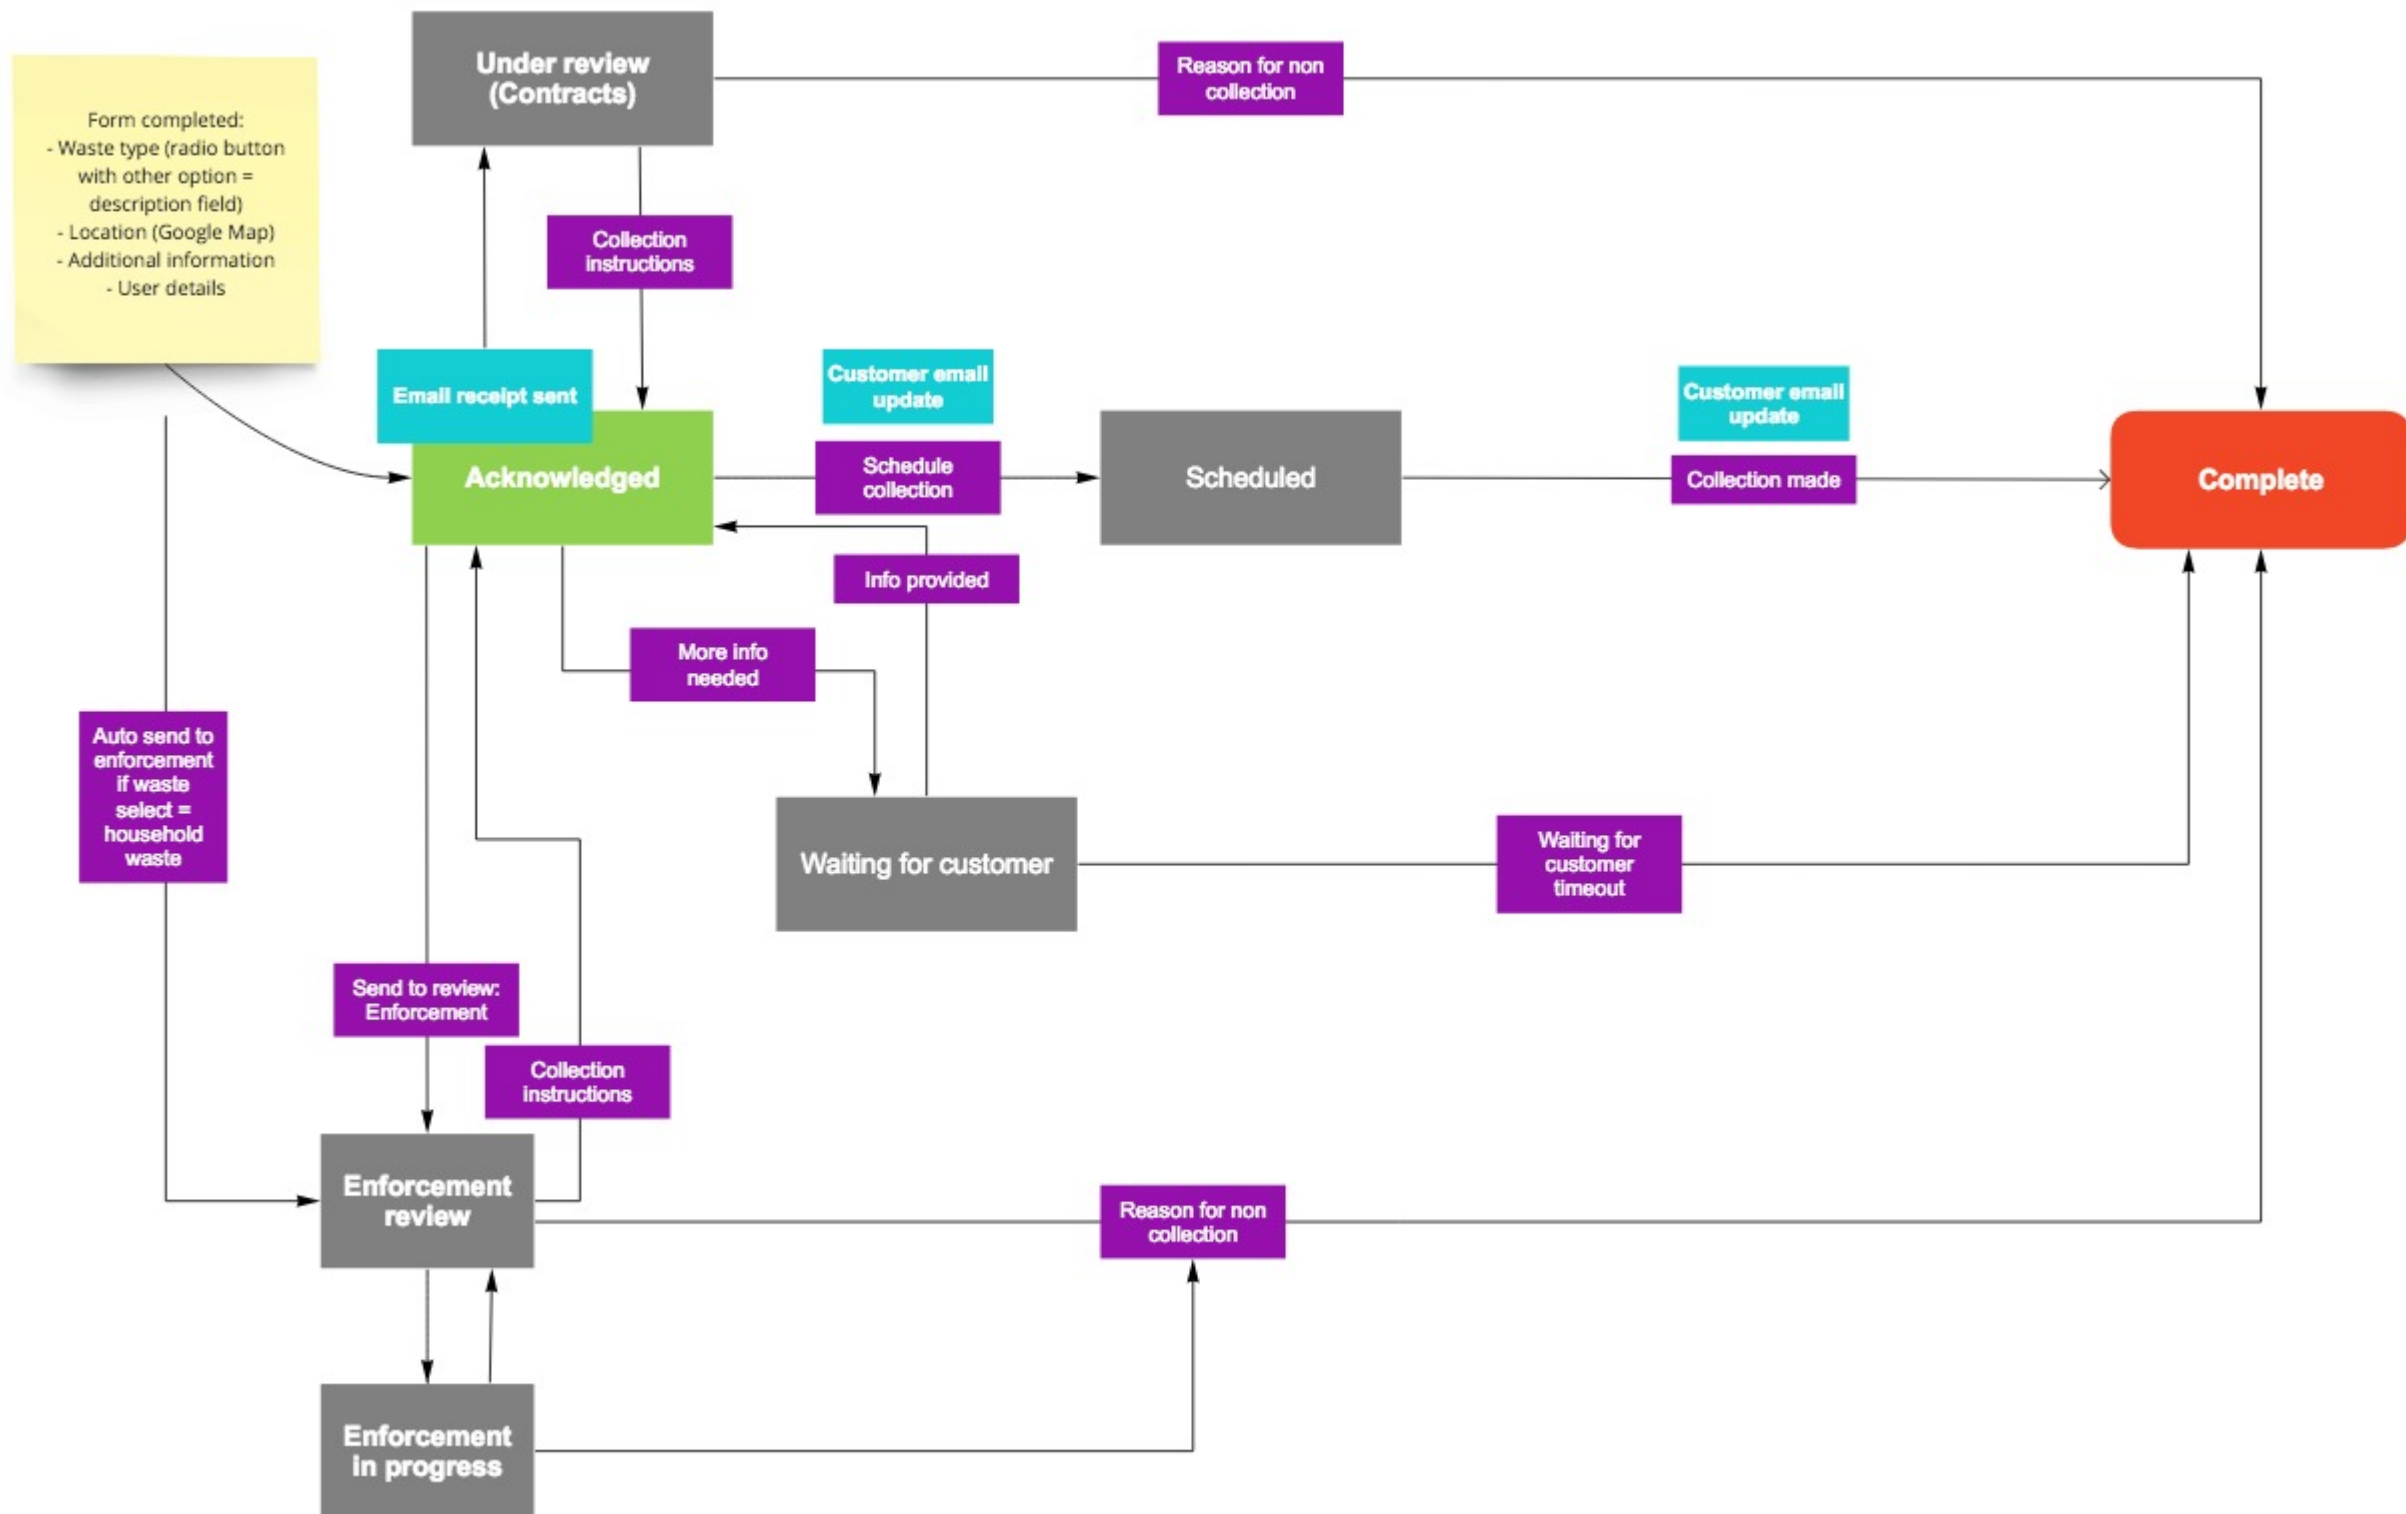 Under review
(Contracts)
Reason for non
collection
Form completed:
- Waste type (radio button
with other option =
description field)
- Location (Google Map)
- Additional information
- User details
Collection
instructions
Email receipt sent
Customer email
update
Customer email
update
Acknowledged
Schedule
collection
Scheduled
Collection made
Complete
Info provided
More info
needed
Auto send to
enforcement
if waste
select =
household
waste
Waiting for customer
Waiting for
customer
timeout
Send to review:
Enforcement
Collection
instructions
Enforcement
review
Reason for non
collection
Enforcement
in progress